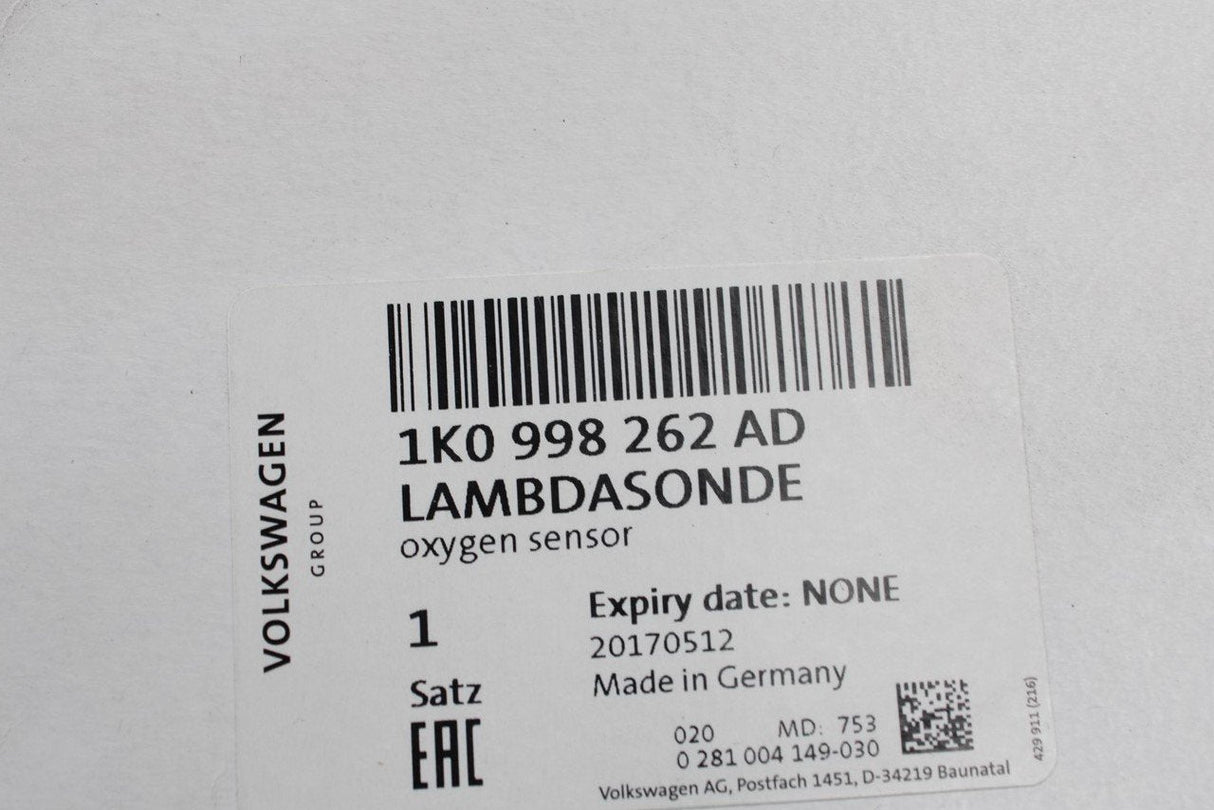 VOLKSWAGEN
GROUP
1K0 998 262 AD
LAMBDASONDE
oxygen sensor
1
Satz
EAC
Expiry date: NONE
20170512
Made in Germany
020 MD: 753
0 281 004 149-030
Volkswagen AG, Postfach 1451, D-34219 Baunatal
429 911 (216)